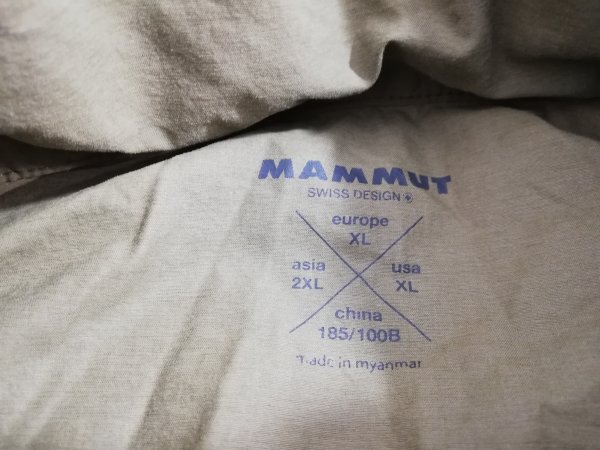 MAMMUT
SWISS DESIGN
europe
XL
asia
2XL
usa
XL
china
185/100B
made in myanmar